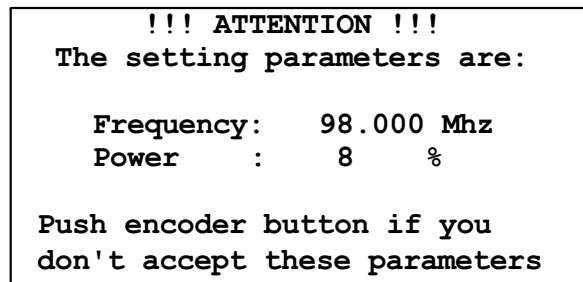 !!! ATTENTION !!!
The setting parameters are:
Frequency: 98.000 Mhz
Power : 8 %
Push encoder button if you
don't accept these parameters